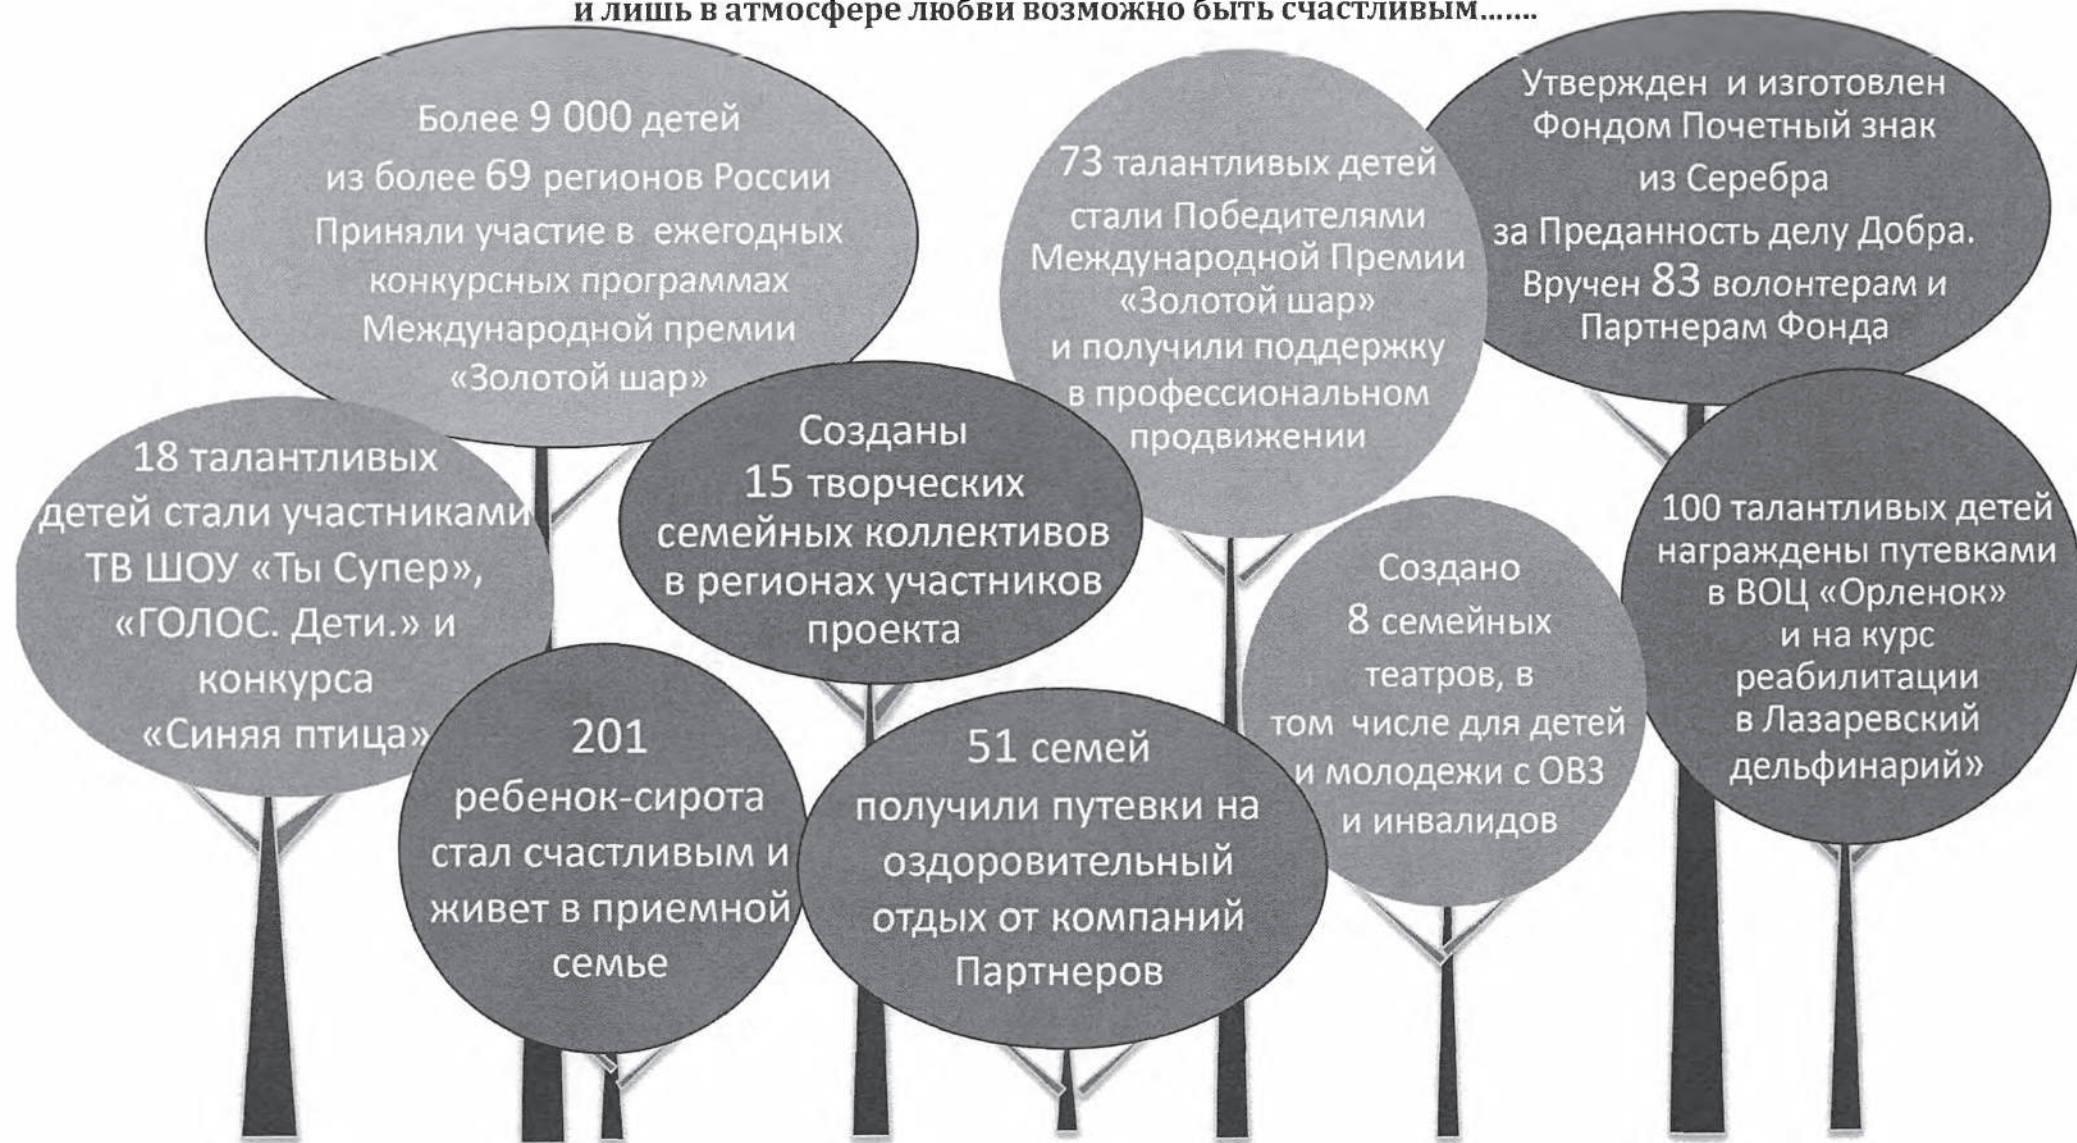 и лишь в атмосфере любви возможно быть счастливым.......
Более 9 000 детей
из более 69 регионов России
Приняли участие в ежегодных
конкурсных программах
Международной премии
«Золотой шар»
73 талантливых детей
стали Победителями
Международной Премии
«Золотой шар»
и получили поддержку
в профессиональном
продвижении
Утвержден и изготовлен
Фондом Почетный знак
из Серебра
за Преданность делу Добра.
Вручен 83 волонтерам и
Партнерам Фонда
18 талантливых
детей стали участниками
ТВ ШОУ «Ты Супер»,
«ГОЛОС. Дети.» и
конкурса
«Синяя птица»
Созданы
15 творческих
семейных коллективов
в регионах участников
проекта
Создано
8 семейных
театров, в
том числе для детей
и молодежи с ОВЗ
и инвалидов
100 талантливых детей
награждены путевками
в ВОЦ «Орленок»
и на курс
реабилитации
в Лазаревский
дельфинарий»
201
ребенок-сирота
стал счастливым и
живет в приемной
семье
51 семей
получили путевки на
оздоровительный
отдых от компаний
Партнеров